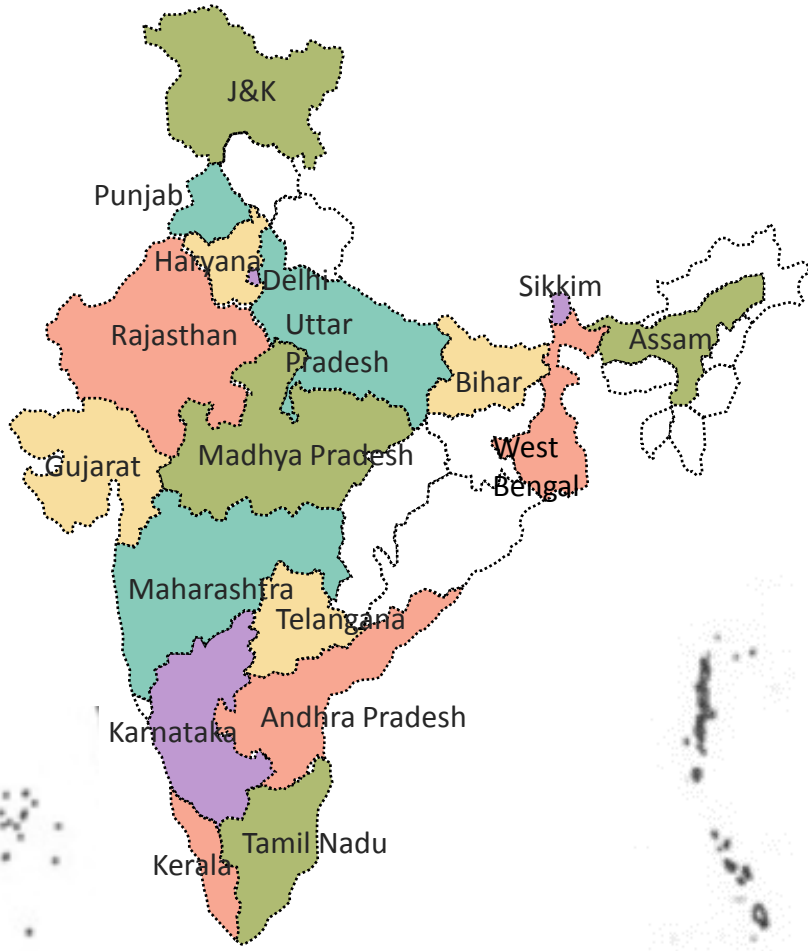 J&K
Punjab
Haryana
Delhi
Sikkim
Rajasthan
Uttar
Pradesh
Assam
Bihar
Gujarat
Madhya Pradesh
West
Bengal
Maharashtra
Telangana
Karnataka
Andhra Pradesh
Tamil Nadu
Kerala